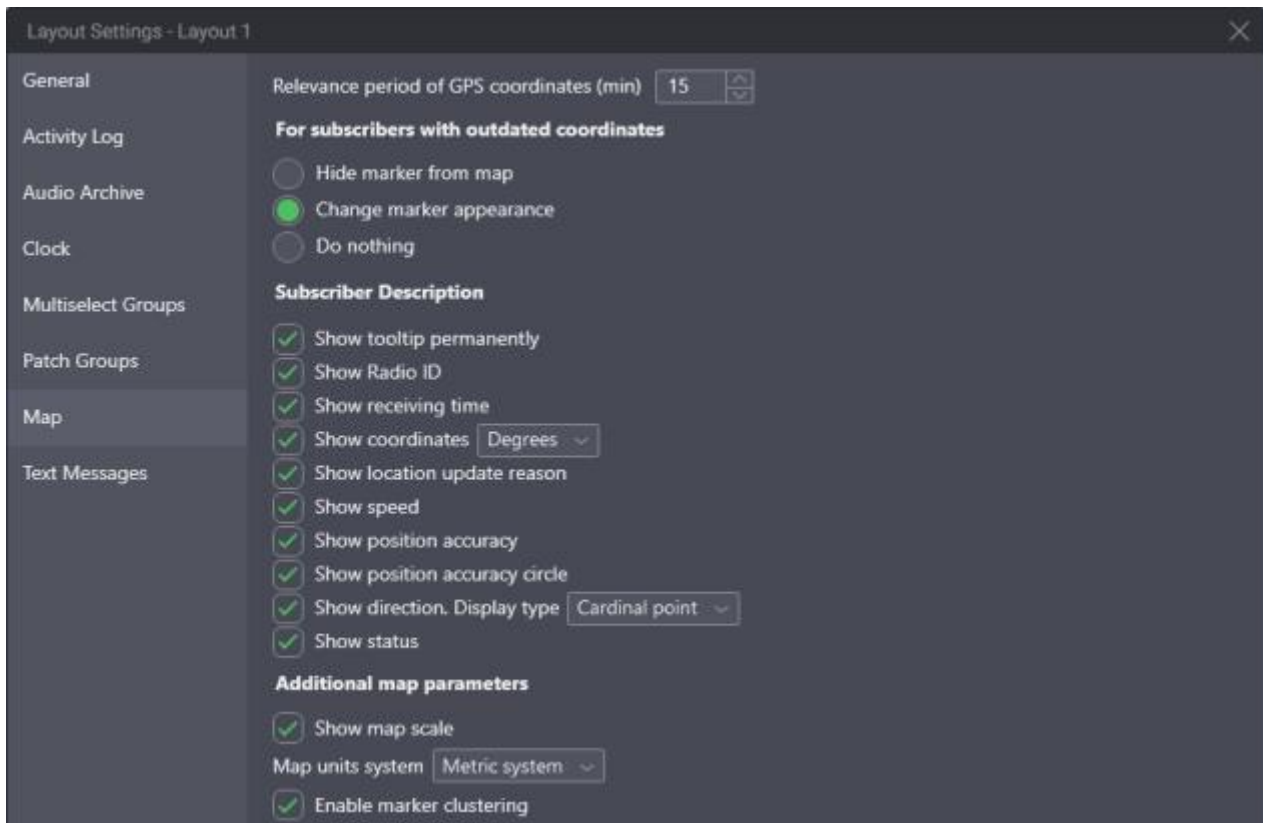 Layout Settings - Layout 1
General
Activity Log
Audio Archive
Clock
Multiselect Groups
Patch Groups
Map
Text Messages
Relevance period of GPS coordinates (min) 15
For subscribers with outdated coordinates
Hide marker from map
Change marker appearance
Do nothing
Subscriber Description
Show tooltip permanently
Show Radio ID
Show receiving time
Show coordinates Degrees
Show location update reason
Show speed
Show position accuracy
Show position accuracy circle
Show direction. Display type Cardinal point
Show status
Additional map parameters
Show map scale
Map units system Metric system
Enable marker clustering